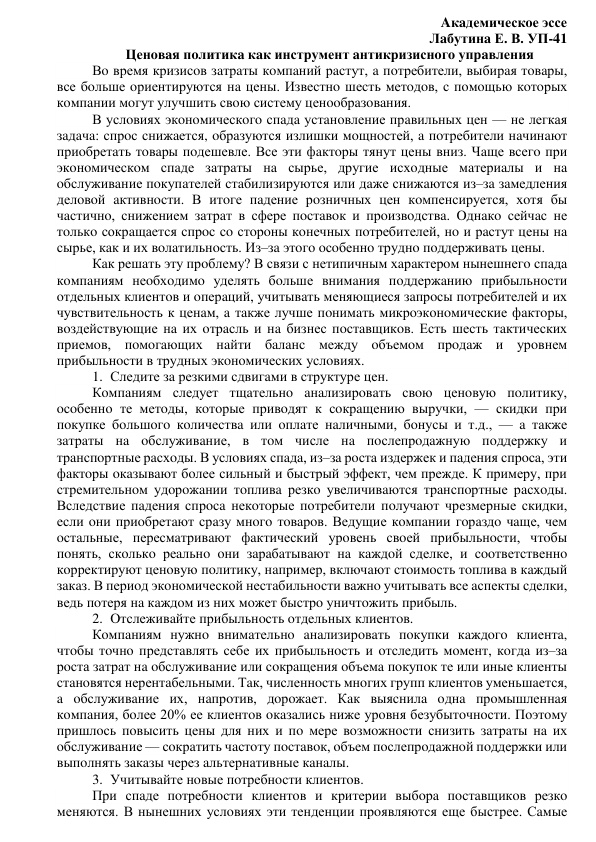 Академическое эссе
Лабутина Е. В. УП-41
Ценовая политика как инструмент антикризисного управления
Во время кризисов затраты компаний растут, а потребители, выбирая товары,
все больше ориентируются на цены. Известно шесть методов, с помощью которых
компании могут улучшить свою систему ценообразования.
В условиях экономического спада установление правильных цен — не легкая
задача: спрос снижается, образуются излишки мощностей, а потребители начинают
приобретать товары подешевле. Все эти факторы тянут цены вниз. Чаще всего при
экономическом спаде затраты на сырье, другие исходные материалы и на
обслуживание покупателей стабилизируются или даже снижаются из–за замедления
деловой активности. В итоге падение розничных цен компенсируется, хотя бы
частично, снижением затрат в сфере поставок и производства. Однако сейчас не
только сокращается спрос со стороны конечных потребителей, но и растут цены на
сырье, как и их волатильность. Из–за этого особенно трудно поддерживать цены.
Как решать эту проблему? В связи с нетипичным характером нынешнего спада
компаниям необходимо уделять больше внимания поддержанию прибыльности
отдельных клиентов и операций, учитывать меняющиеся запросы потребителей и их
чувствительность к ценам, а также лучше понимать микроэкономические факторы,
воздействующие на их отрасль и на бизнес поставщиков. Есть шесть тактических
приемов, помогающих найти баланс между объемом продаж и уровнем
прибыльности в трудных экономических условиях.
1. Следите за резкими сдвигами в структуре цен.
Компаниям следует тщательно анализировать свою ценовую политику,
особенно те методы, которые приводят к сокращению выручки, — скидки при
покупке большого количества или оплате наличными, бонусы и т.д., — а также
затраты на обслуживание, в том числе на послепродажную поддержку и
транспортные расходы. В условиях спада, из–за роста издержек и падения спроса, эти
факторы оказывают более сильный и быстрый эффект, чем прежде. К примеру, при
стремительном удорожании топлива резко увеличиваются транспортные расходы.
Вследствие падения спроса некоторые потребители получают чрезмерные скидки,
если они приобретают сразу много товаров. Ведущие компании гораздо чаще, чем
остальные, пересматривают фактический уровень своей прибыльности, чтобы
понять, сколько реально они зарабатывают на каждой сделке, и соответственно
корректируют ценовую политику, например, включают стоимость топлива в каждый
заказ. В период экономической нестабильности важно учитывать все аспекты сделки,
ведь потеря на каждом из них может быстро уничтожить прибыль.
2. Отслеживайте прибыльность отдельных клиентов.
Компаниям нужно внимательно анализировать покупки каждого клиента,
чтобы точно представлять себе их прибыльность и отследить момент, когда из–за
роста затрат на обслуживание или сокращения объема покупок те или иные клиенты
становятся нерентабельными. Так, численность многих групп клиентов уменьшается,
а обслуживание их, напротив, дорожает. Как выяснила одна промышленная
компания, более 20% ее клиентов оказались ниже уровня безубыточности. Поэтому
пришлось повысить цены для них и по мере возможности снизить затраты на их
обслуживание — сократить частоту поставок, объем послепродажной поддержки или
выполнять заказы через альтернативные каналы.
3. Учитывайте новые потребности клиентов.
При спаде потребности клиентов и критерии выбора поставщиков резко
меняются. В нынешних условиях эти тенденции проявляются еще быстрее. Самые